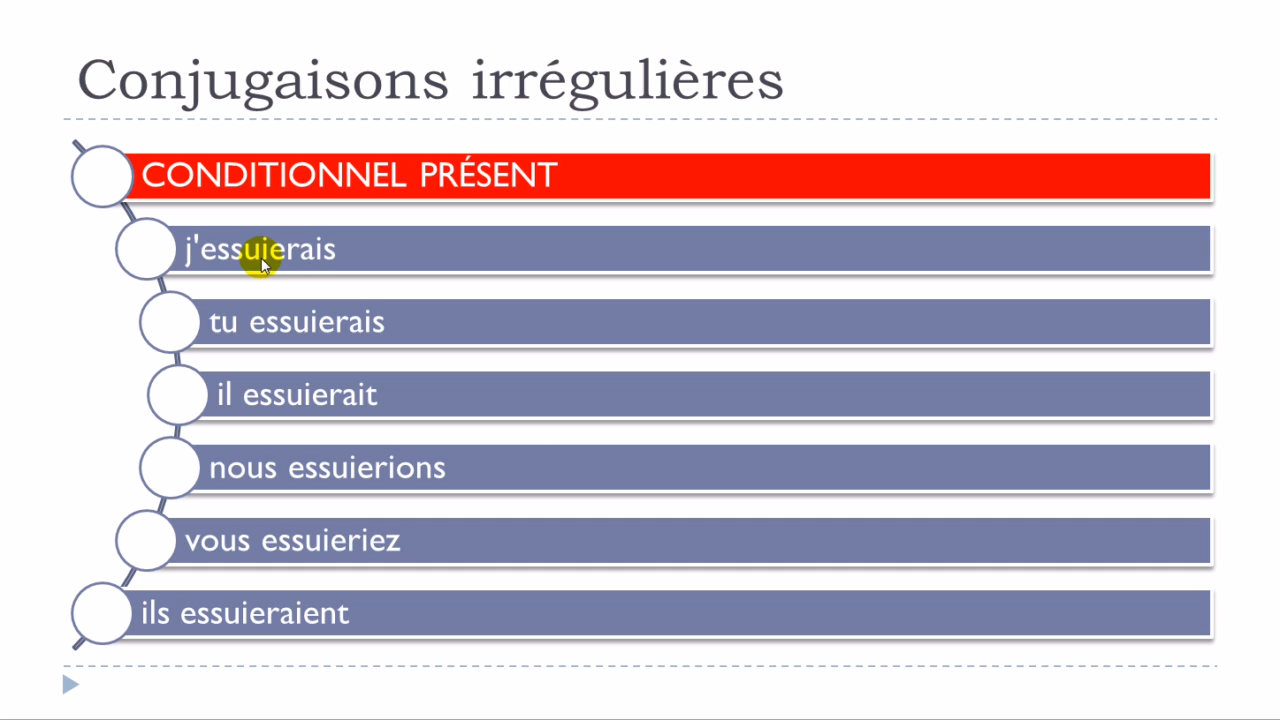 Conjugaisons irrégulières
CONDITIONNEL PRÉSENT
j'essuierais
tu essuierais
il essuierait
nous essuierions
vous essuieriez
ils essuieraient